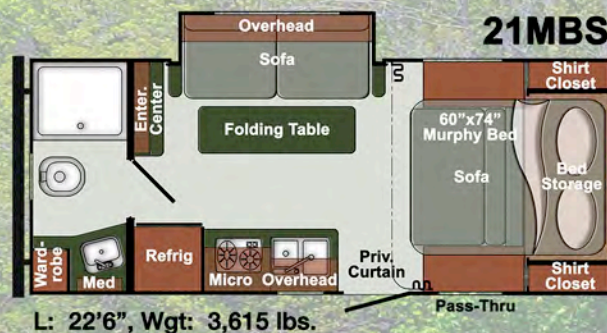 21MBS
Overhead
Sofa
Shirt
Closet
Enter.
Center
Folding Table
60"x74"
Murphy Bed
Sofa
Bed
Storage
Ward-
robe
Med
Refrig
Micro
Overhead
Priv.
Curtain
Shirt
Closet
Pass-Thru
L: 22'6", Wgt: 3,615 lbs.